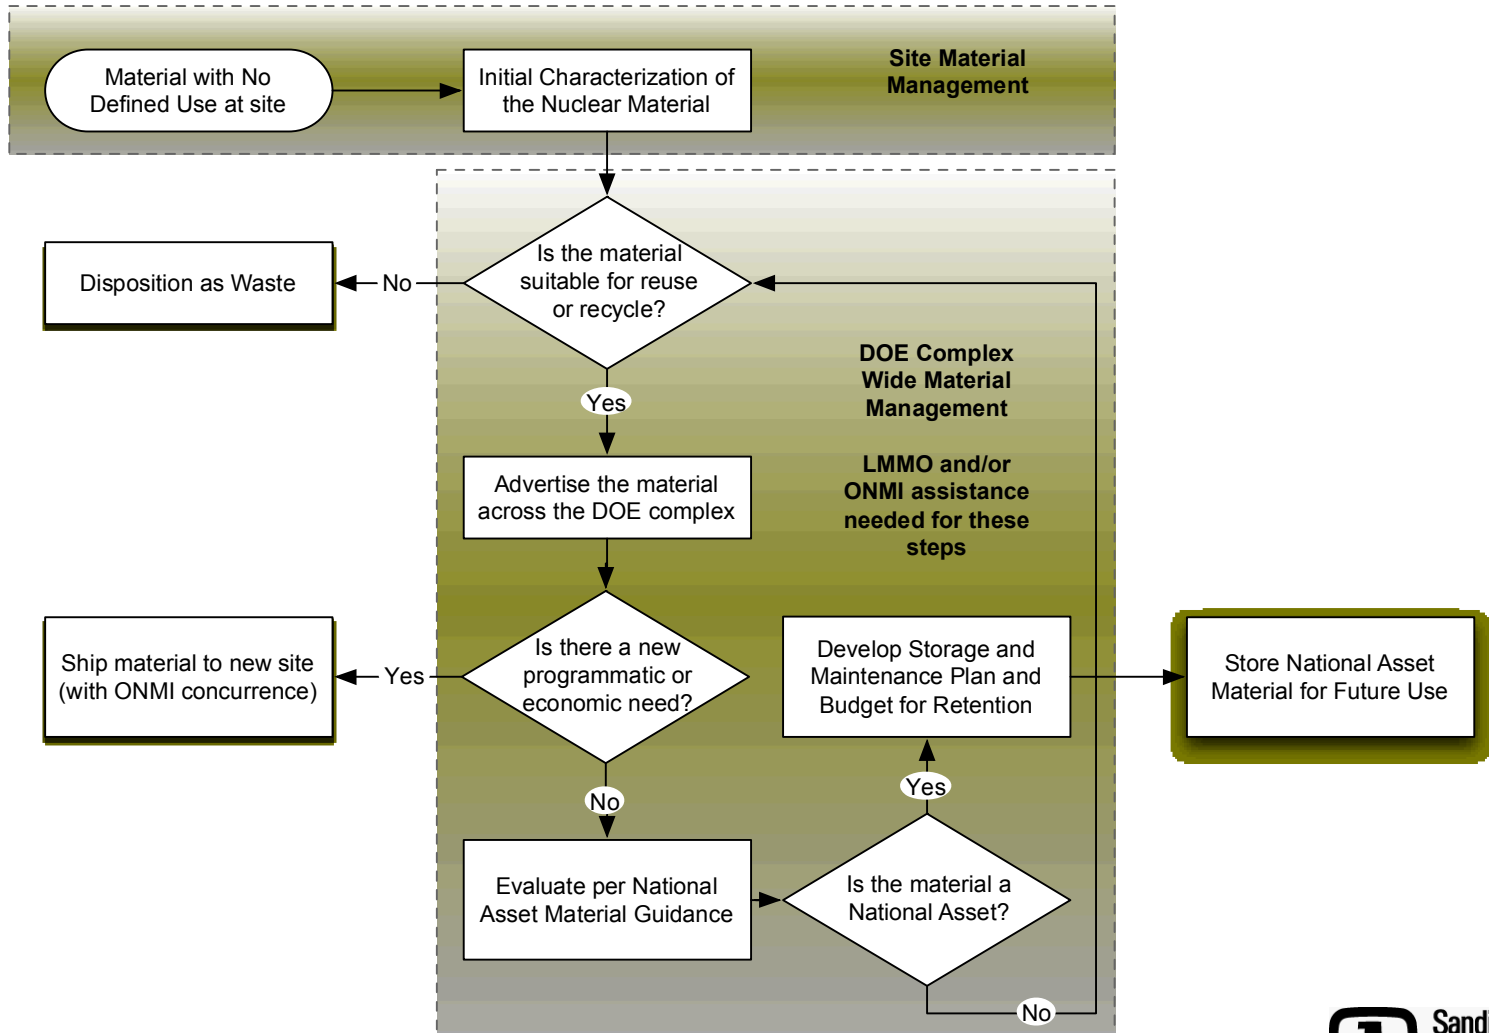 Material with No
Defined Use at site
Initial Characterization of
the Nuclear Material
Site Material
Management
Is the material
suitable for reuse
or recycle?
No
Disposition as Waste
Yes
DOE Complex
Wide Material
Management
LMMO and/or
ONMI assistance
needed for these
steps
Advertise the material
across the DOE complex
Is there a new
programmatic or
economic need?
Yes
Ship material to new site
(with ONMI concurrence)
No
Develop Storage and
Maintenance Plan and
Budget for Retention
Store National Asset
Material for Future Use
Yes
Evaluate per National
Asset Material Guidance
Is the material a
National Asset?
No